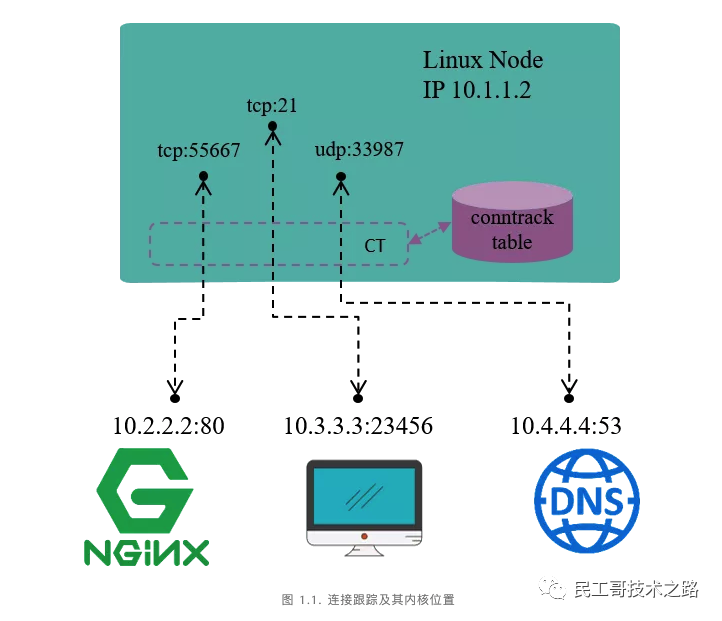 Linux Node
IP 10.1.1.2
tcp:21
tcp:55667
udp:33987
conntrack
table
CT
10.2.2.2:80
10.3.3.3:23456
10.4.4.4:53
NGiNX
DNS
图 1.1. 连接跟踪及其内核位置
民工哥技术之路